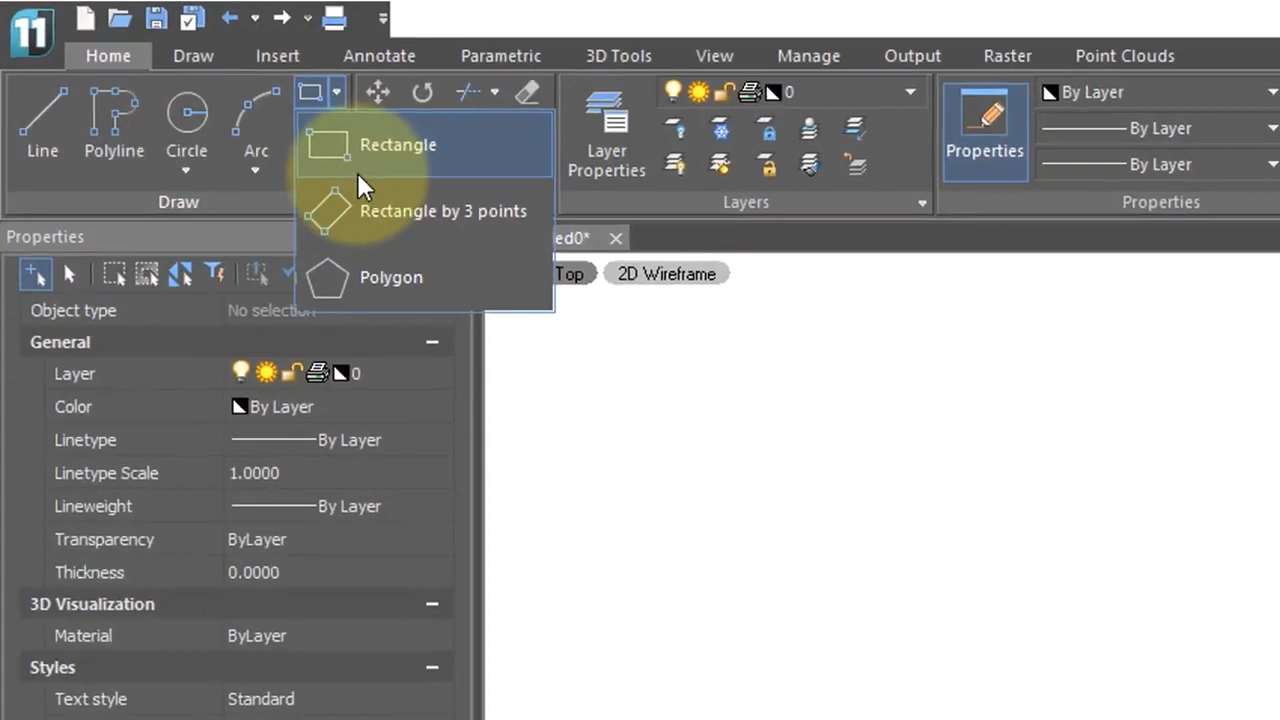 11
Home Draw Insert Annotate Parametric 3D Tools View Manage Output Raster Point Clouds
Line Polyline Circle Arc
Draw
Rectangle
Rectangle by 3 points
Polygon
Layer Properties
0
Layers
Properties
By Layer
By Layer
By Layer
Properties
Properties
ed0*
Top 2D Wireframe
Object type No selection
General
Layer 0
Color By Layer
Linetype By Layer
Linetype Scale 1.0000
Lineweight By Layer
Transparency ByLayer
Thickness 0.0000
3D Visualization
Material ByLayer
Styles
Text style Standard